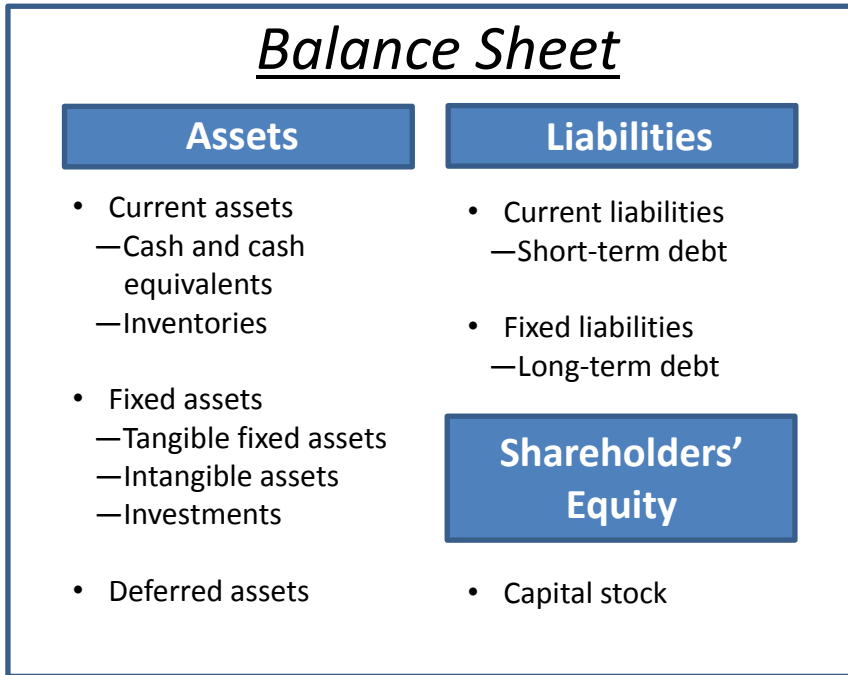 Balance Sheet
Assets
• Current assets
—Cash and cash
equivalents
—Inventories
• Fixed assets
—Tangible fixed assets
—Intangible assets
—Investments
• Deferred assets
Liabilities
• Current liabilities
—Short-term debt
• Fixed liabilities
—Long-term debt
Shareholders’
Equity
• Capital stock